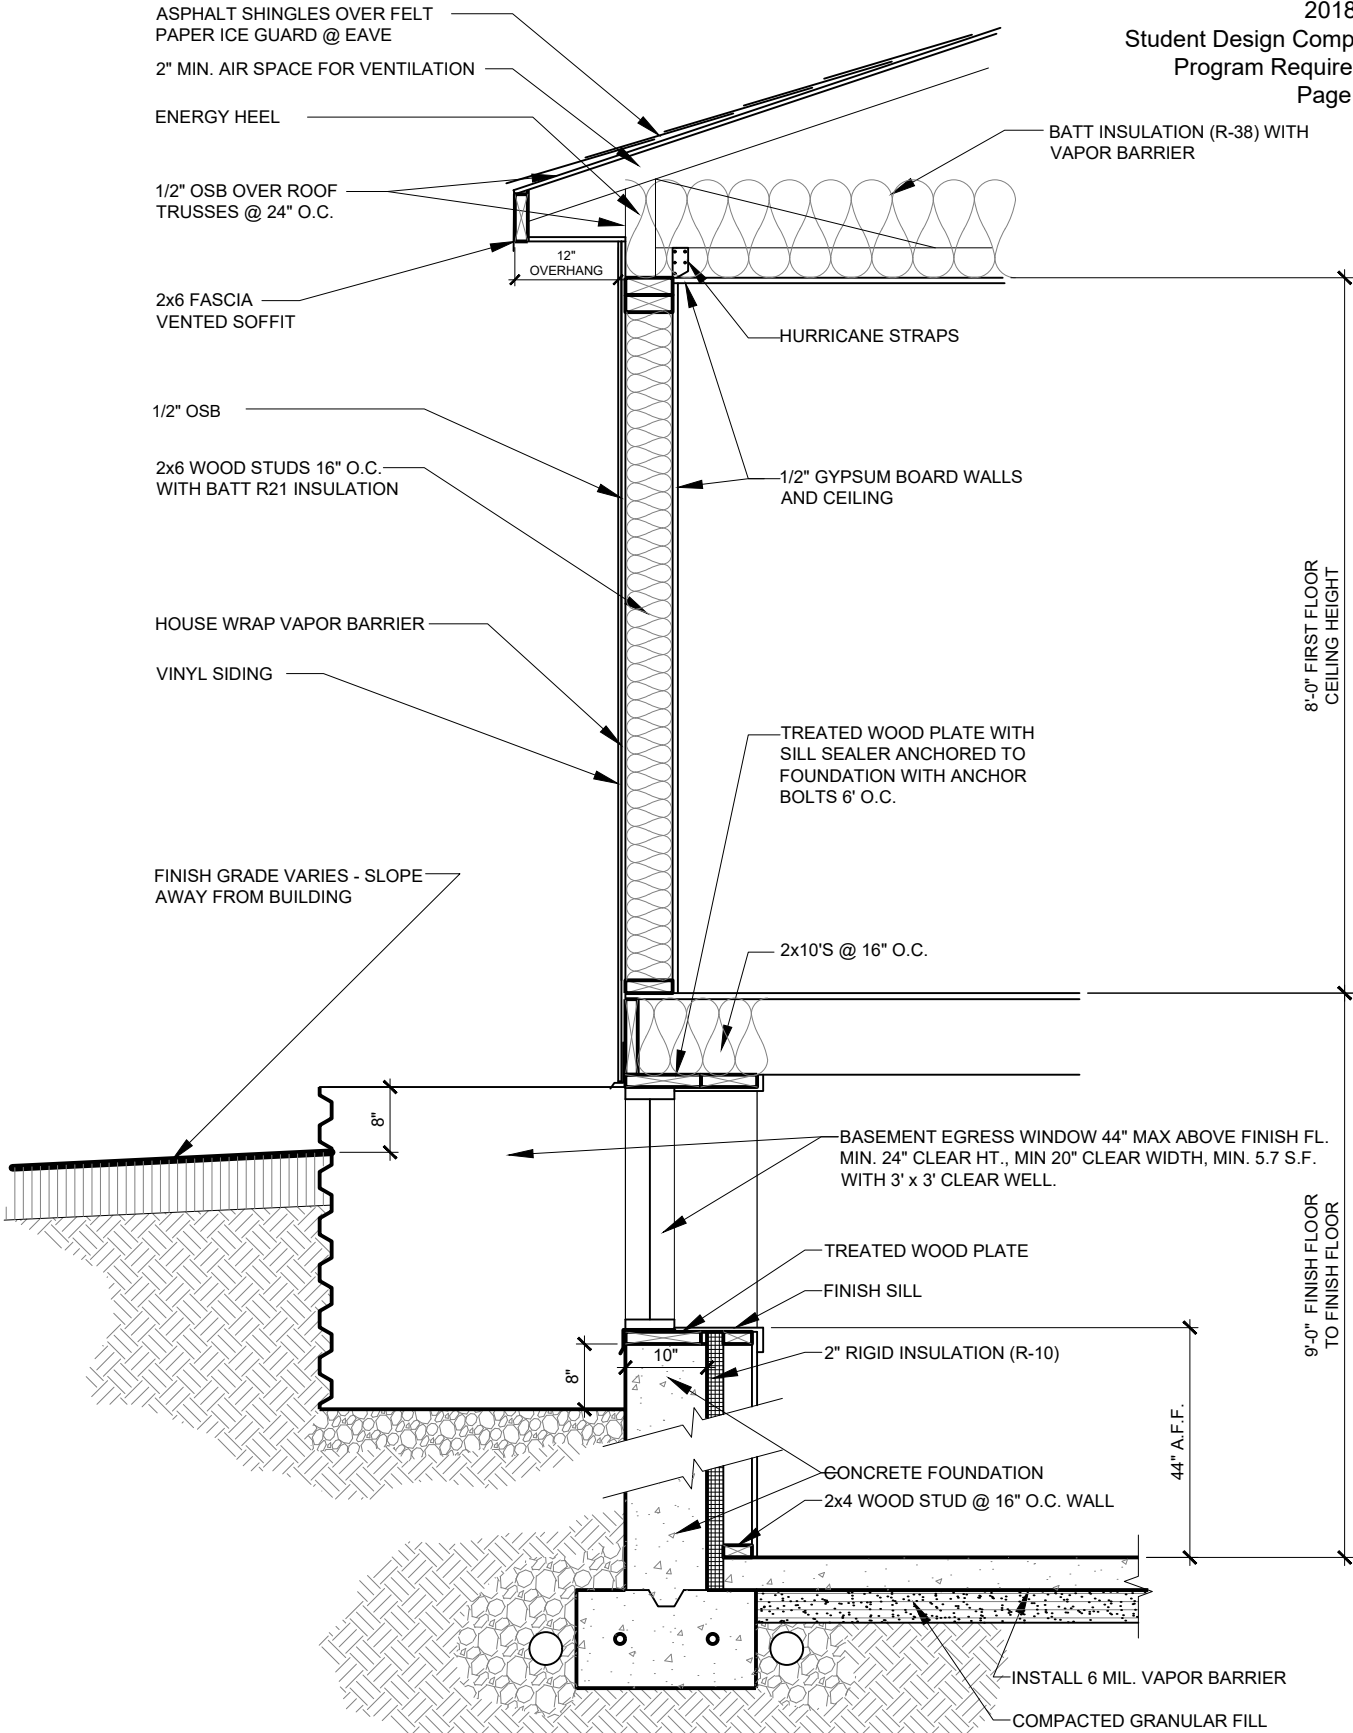 2018
Student Design Comp
Program Require
Page
ASPHALT SHINGLES OVER FELT
PAPER ICE GUARD @ EAVE
2" MIN. AIR SPACE FOR VENTILATION
ENERGY HEEL
BATT INSULATION (R-38) WITH
VAPOR BARRIER
1/2" OSB OVER ROOF
TRUSSES @ 24" O.C.
12"
OVERHANG
2x6 FASCIA
VENTED SOFFIT
HURRICANE STRAPS
1/2" OSB
2x6 WOOD STUDS 16" O.C.
WITH BATT R21 INSULATION
1/2" GYPSUM BOARD WALLS
AND CEILING
8'-0" FIRST FLOOR
CEILING HEIGHT
HOUSE WRAP VAPOR BARRIER
VINYL SIDING
TREATED WOOD PLATE WITH
SILL SEALER ANCHORED TO
FOUNDATION WITH ANCHOR
BOLTS 6' O.C.
FINISH GRADE VARIES - SLOPE
AWAY FROM BUILDING
2x10'S @ 16" O.C.
8"
BASEMENT EGRESS WINDOW 44" MAX ABOVE FINISH FL.
MIN. 24" CLEAR HT., MIN 20" CLEAR WIDTH, MIN. 5.7 S.F.
WITH 3' x 3' CLEAR WELL.
9'-0" FINISH FLOOR
TO FINISH FLOOR
TREATED WOOD PLATE
FINISH SILL
10"
2" RIGID INSULATION (R-10)
8"
44" A.F.F.
CONCRETE FOUNDATION
2x4 WOOD STUD @ 16" O.C. WALL
INSTALL 6 MIL. VAPOR BARRIER
COMPACTED GRANULAR FILL